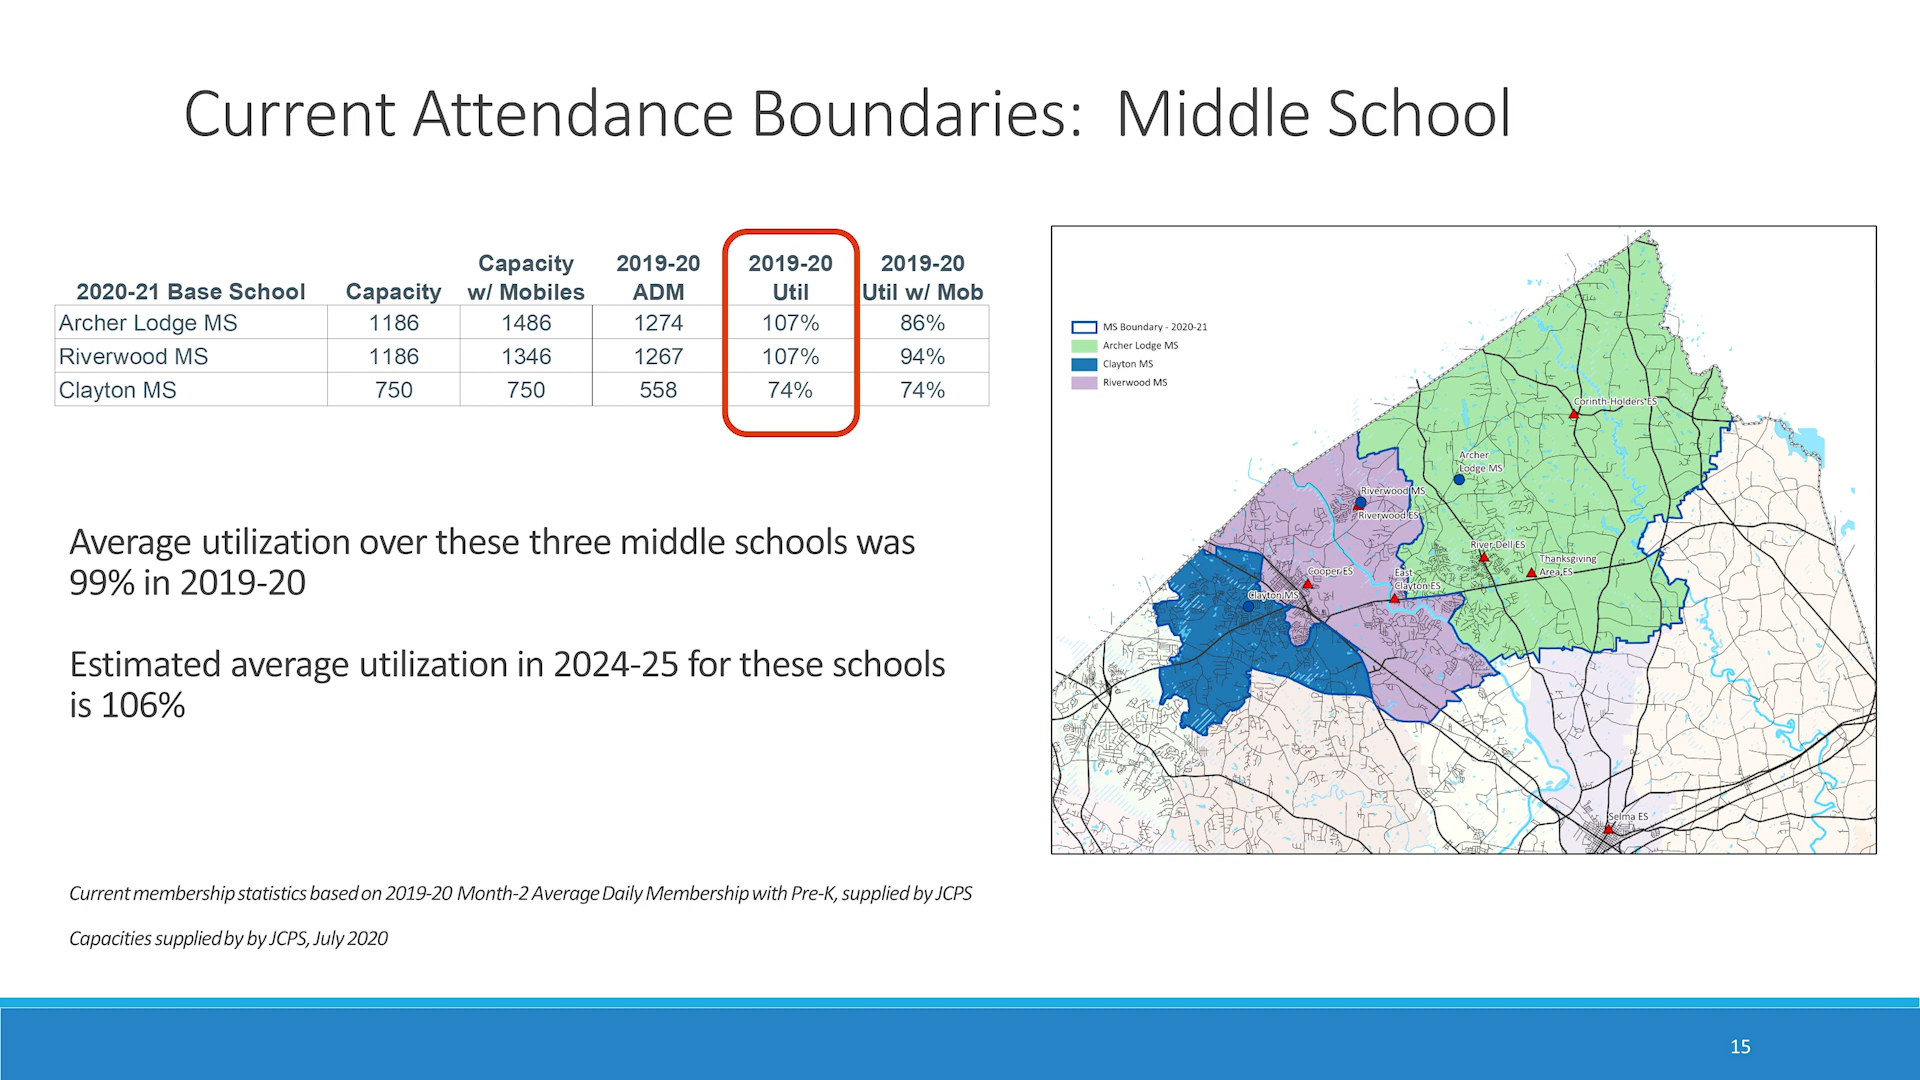 Current Attendance Boundaries: Middle School
2020-21 Base School Capacity Capacity w/ Mobiles 2019-20 ADM 2019-20 Util 2019-20 Util w/ Mob
Archer Lodge MS 1186 1486 1274 107% 86%
Riverwood MS 1186 1346 1267 107% 94%
Clayton MS 750 750 558 74% 74%
Average utilization over these three middle schools was
99% in 2019-20
Estimated average utilization in 2024-25 for these schools
is 106%
Current membership statistics based on 2019-20 Month-2 Average Daily Membership with Pre-K, supplied by JCPS
Capacities supplied by by JCPS, July 2020
MS Boundary - 2020-21
Archer Lodge MS
Clayton MS
Riverwood MS
Corinth-Holders ES
Archer
Lodge MS
Riverwood MS
Riverwood ES
River Dell ES
Thanksgiving
Area ES
Cooper ES
East
Clayton ES
Clayton MS
Selma ES
15